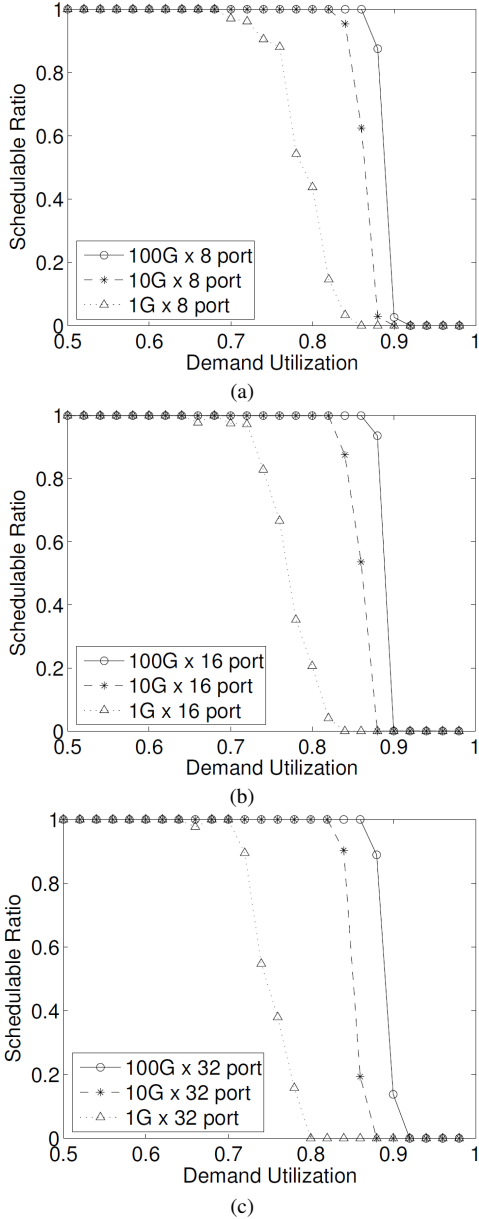 1
0.8
0.6
0.4
0.2
0
Schedulable Ratio
100G x 8 port
10G x 8 port
1G x 8 port
0.5 0.6 0.7 0.8 0.9 1
Demand Utilization
(a)
1
0.8
0.6
0.4
0.2
0
Schedulable Ratio
100G x 16 port
10G x 16 port
1G x 16 port
0.5 0.6 0.7 0.8 0.9 1
Demand Utilization
(b)
1
0.8
0.6
0.4
0.2
0
Schedulable Ratio
100G x 32 port
10G x 32 port
1G x 32 port
0.5 0.6 0.7 0.8 0.9 1
Demand Utilization
(c)